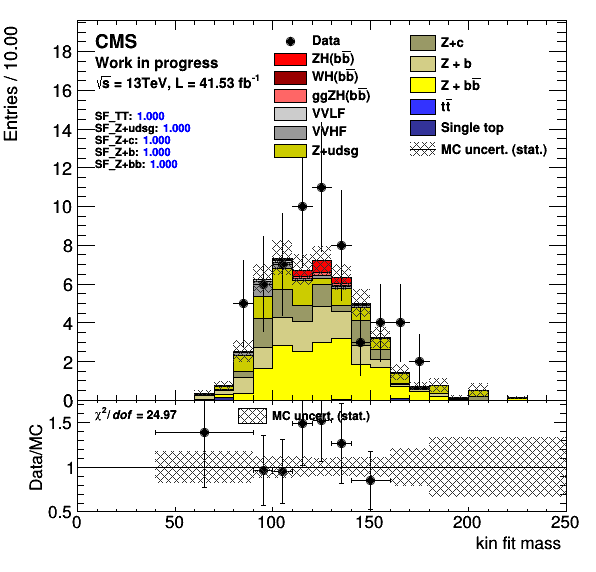 Entries / 10.00
18
16
14
12
10
8
6
4
2
0
CMS
Work in progress
√s = 13TeV, L = 41.53 fb⁻¹
SF_TT: 1.000
SF_Z+udsg: 1.000
SF_Z+c: 1.000
SF_Z+b: 1.000
SF_Z+bb: 1.000
Data
ZH(bb̅)
WH(bb̅)
ggZH(bb̅)
VVLF
VVHF
Z+udsg
Z+c
Z + b
Z + bb̅
tt̅
Single top
MC uncert. (stat.)
Data/MC
1.5
1
0.5
χ²/dof = 24.97
MC uncert. (stat.)
0
50
100
150
200
250
kin fit mass